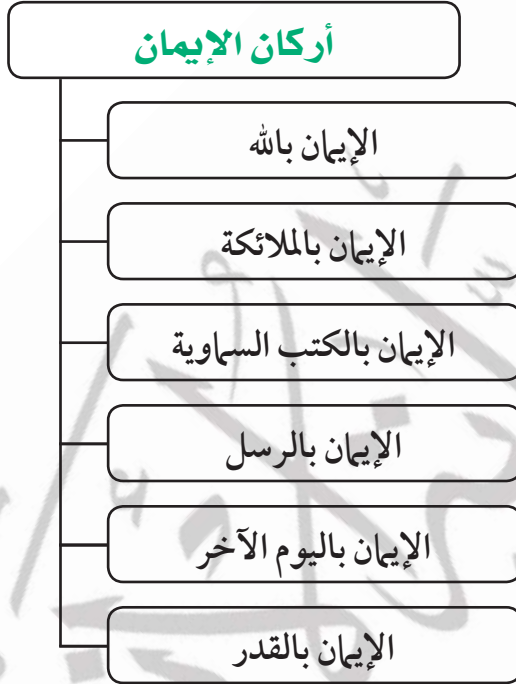 أركان الإيمان
الإيمان بالله
الإيمان بالملائكة
الإيمان بالكتب السماوية
الإيمان بالرسل
الإيمان باليوم الآخر
الإيمان بالقدر